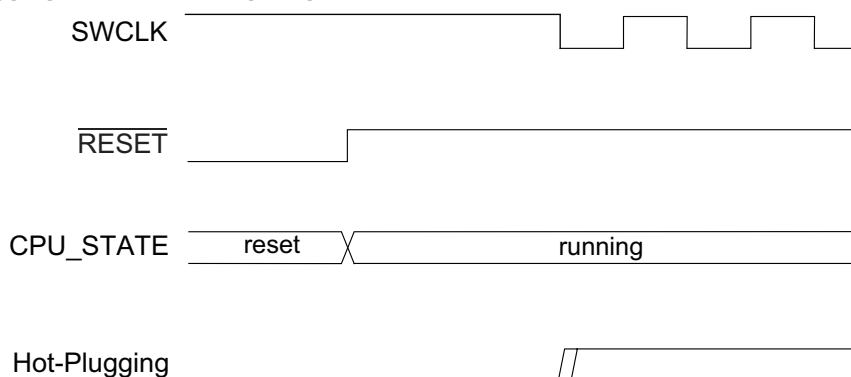 SWCLK
RESET
CPU_STATE
reset
running
Hot-Plugging